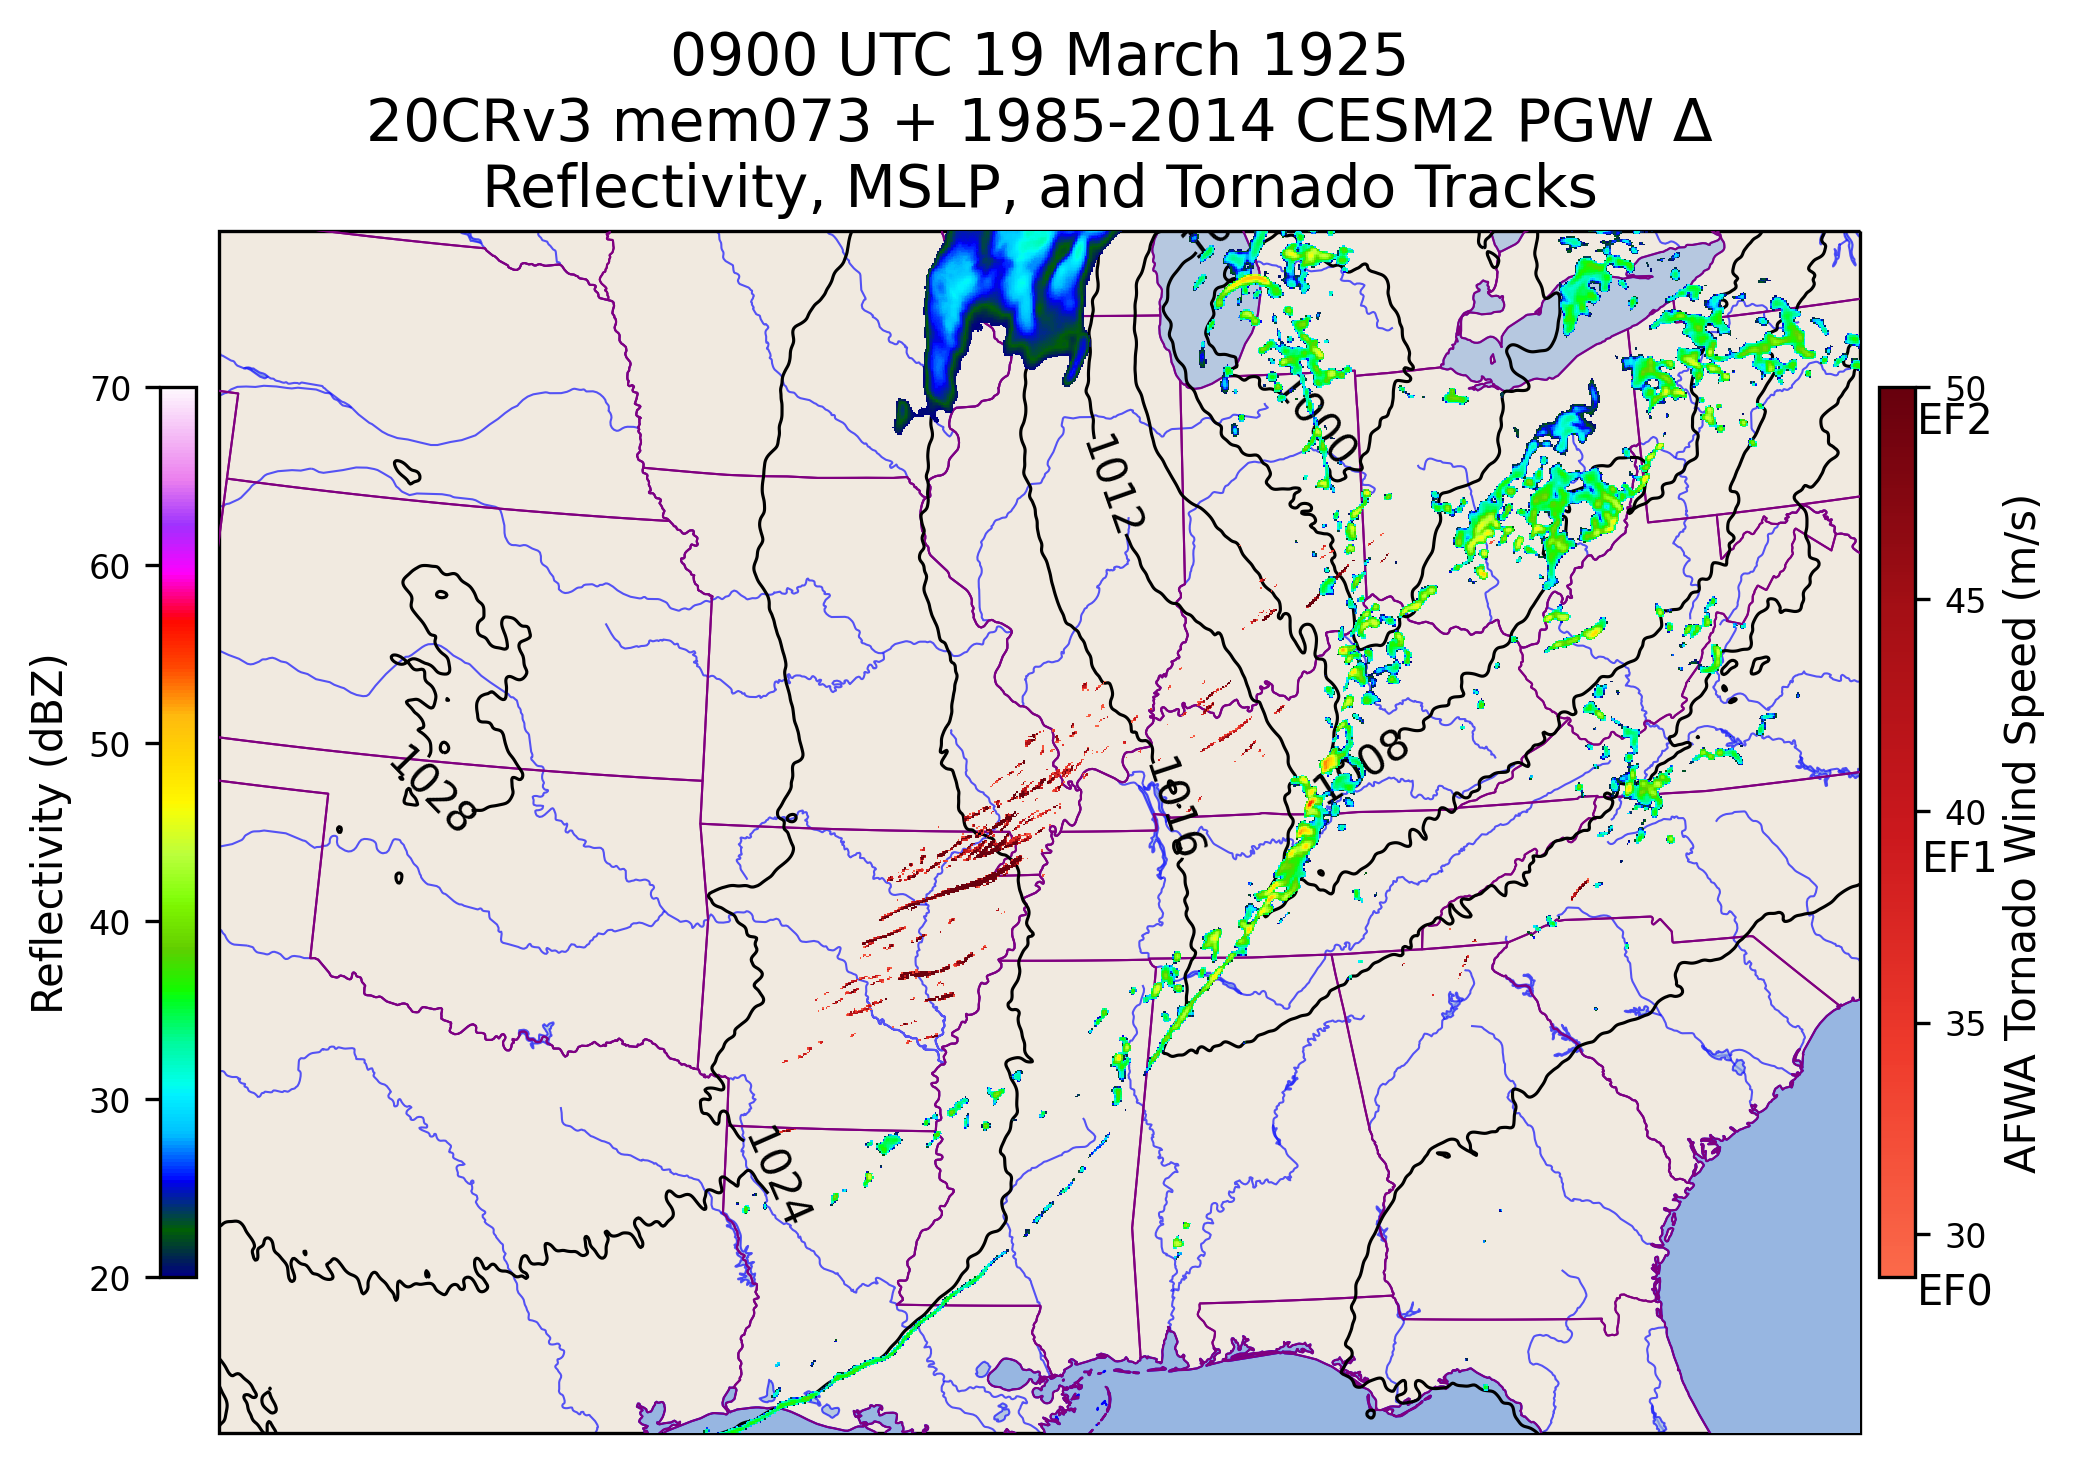 0900 UTC 19 March 1925
20CRv3 mem073 + 1985-2014 CESM2 PGW Δ
Reflectivity, MSLP, and Tornado Tracks
70
60
50
40
30
20
Reflectivity (dBZ)
1000
1012
1008
1016
1028
1024
50
EF2
45
40
EF1
35
30
EF0
AFWA Tornado Wind Speed (m/s)